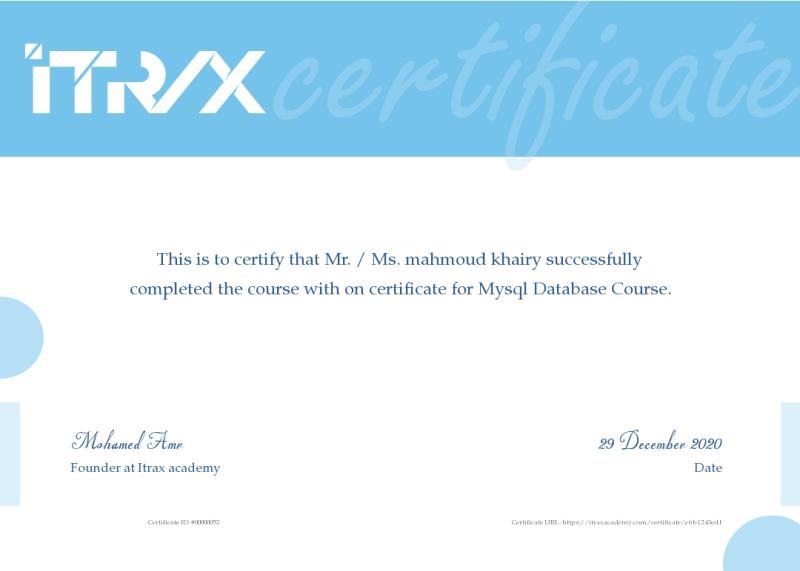 iTRAX
certificate
This is to certify that Mr. / Ms. mahmoud khairy successfully
completed the course with on certificate for Mysql Database Course.
Mohamed Amr
29 December 2020
Founder at Itrax academy
Date
Certificate ID: #00000052
Certificate URL: https://itraxacademy.com/certificate/